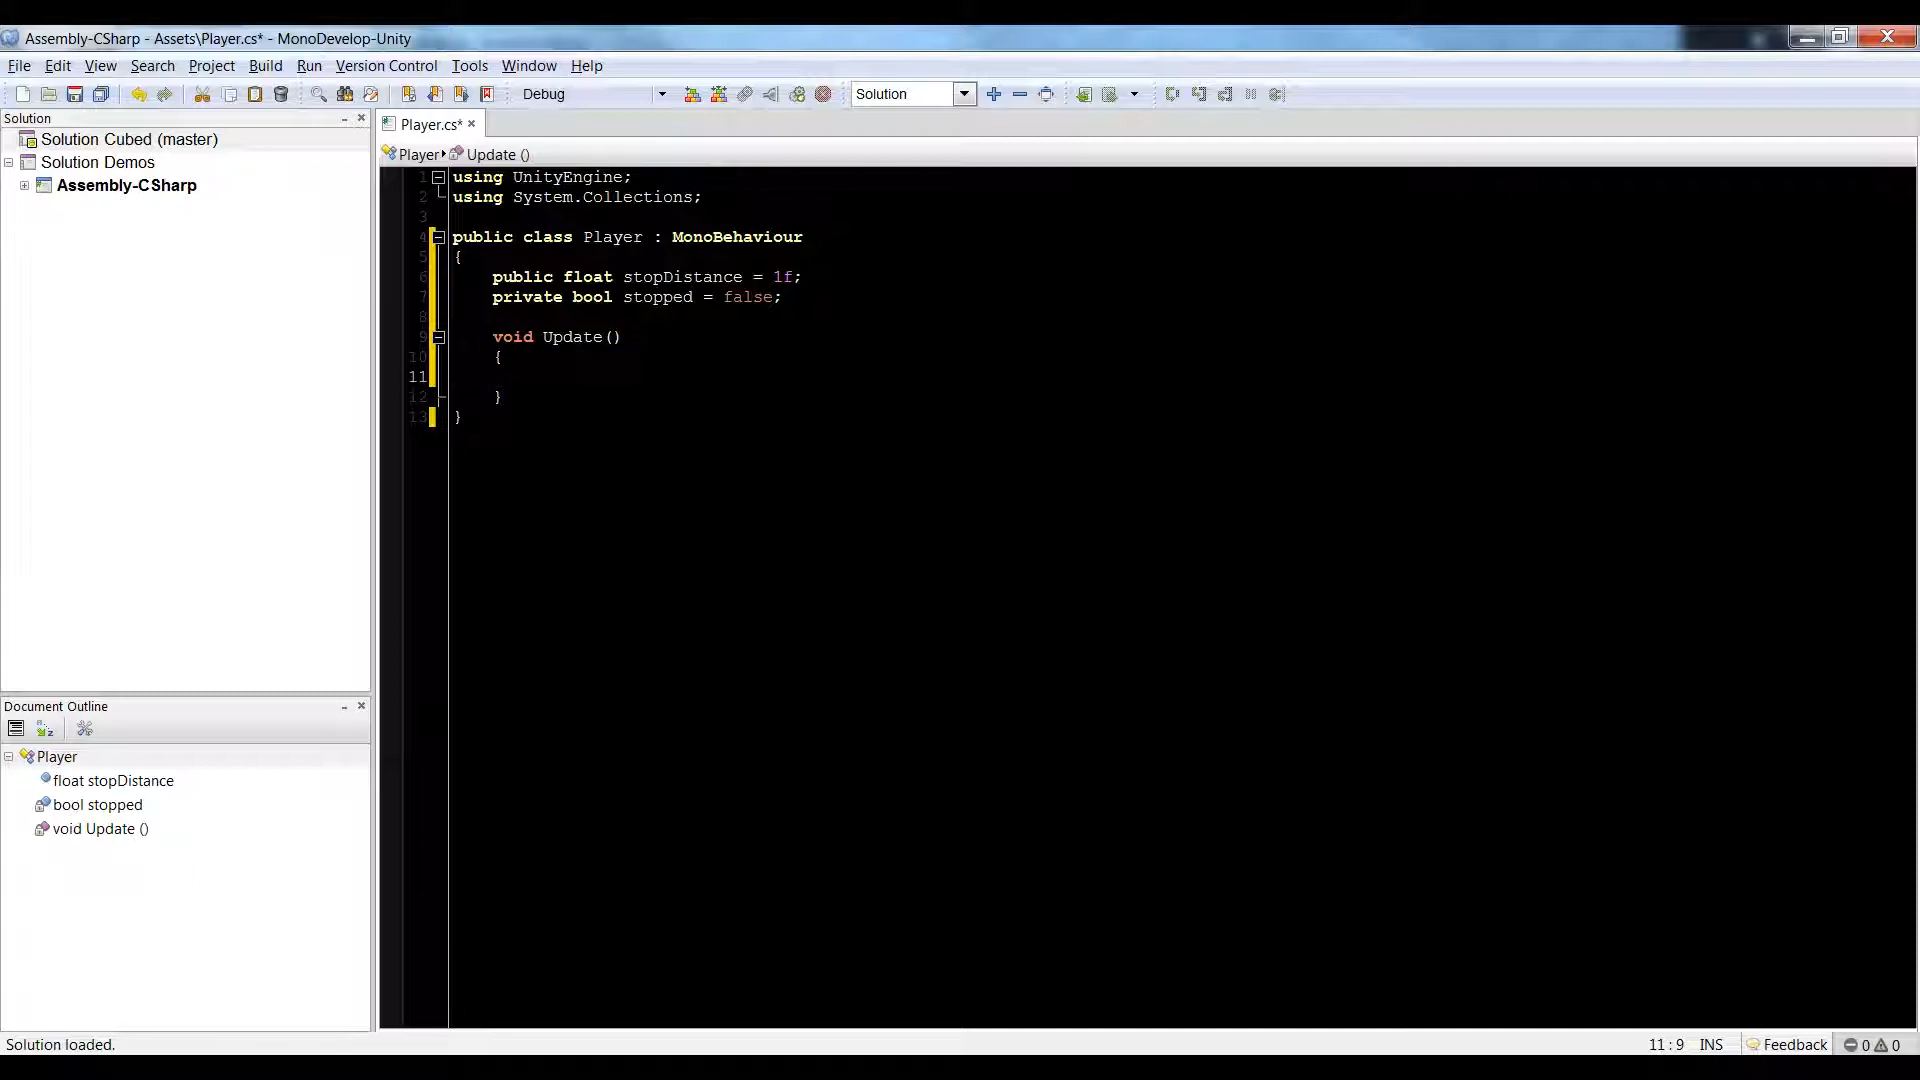 Assembly-CSharp - Assets\Player.cs* - MonoDevelop-Unity
File Edit View Search Project Build Run Version Control Tools Window Help
Debug Solution
Solution
Solution Cubed (master)
Solution Demos
Assembly-CSharp
Player.cs*
Player Update ()
1 using UnityEngine;
2 using System.Collections;
3
4 public class Player : MonoBehaviour
5 {
6 public float stopDistance = 1f;
7 private bool stopped = false;
8
9 void Update()
10 {
11
12 }
13 }
Document Outline
Player
float stopDistance
bool stopped
void Update ()
Solution loaded.
11 : 9 INS Feedback 0 0